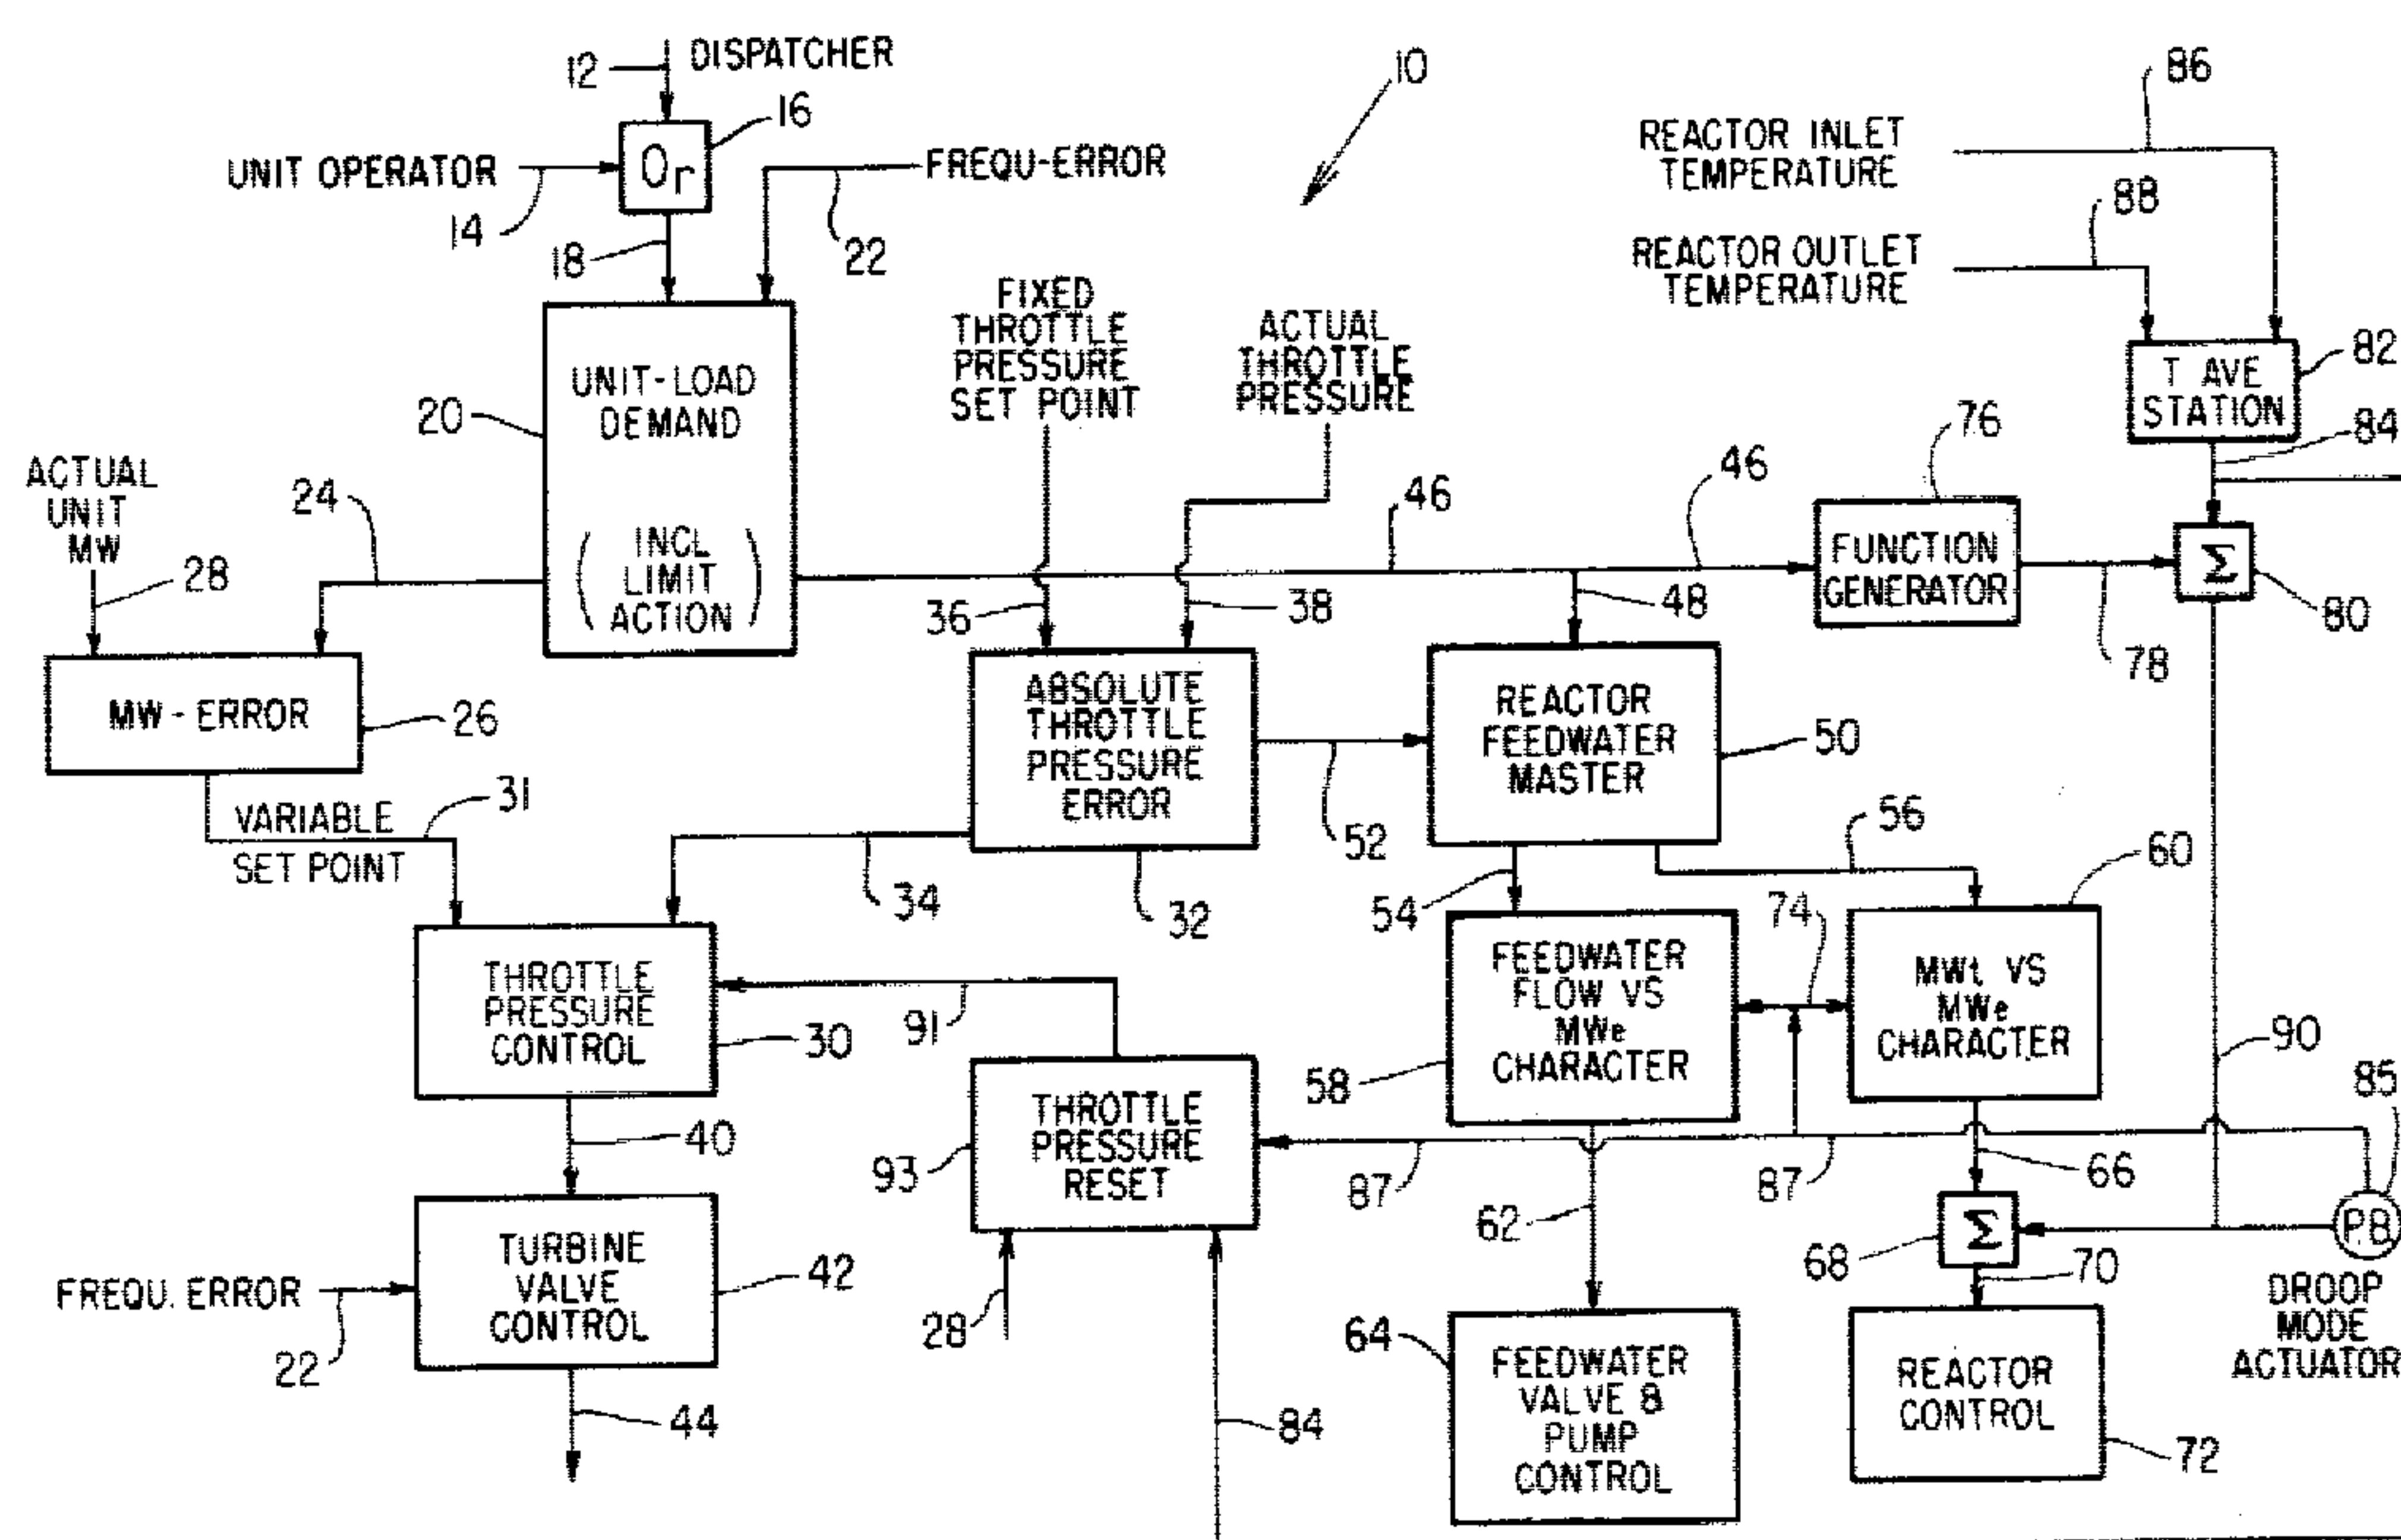 12
DISPATCHER
10
86
16
REACTOR INLET
TEMPERATURE
UNIT OPERATOR
Or
FREQU-ERROR
14
18
22
88
REACTOR OUTLET
TEMPERATURE
FIXED
THROTTLE
PRESSURE
SET POINT
ACTUAL
THROTTLE
PRESSURE
T AVE
STATION
82
84
20
UNIT-LOAD
DEMAND
(INCL
LIMIT
ACTION)
ACTUAL
UNIT
MW
28
24
46
46
76
FUNCTION
GENERATOR
Σ
80
78
36
38
48
MW-ERROR
26
ABSOLUTE
THROTTLE
PRESSURE
ERROR
REACTOR
FEEDWATER
MASTER
50
52
31
VARIABLE
SET POINT
34
32
54
56
60
74
THROTTLE
PRESSURE
CONTROL
30
91
FEEDWATER
FLOW VS
MWe
CHARACTER
58
MWt VS
MWe
CHARACTER
90
85
40
THROTTLE
PRESSURE
RESET
93
87
87
66
62
Σ
68
70
P.B
DROOP
MODE
ACTUATOR
TURBINE
VALVE
CONTROL
42
FREQU. ERROR
22
28
84
44
64
FEEDWATER
VALVE &
PUMP
CONTROL
REACTOR
CONTROL
72